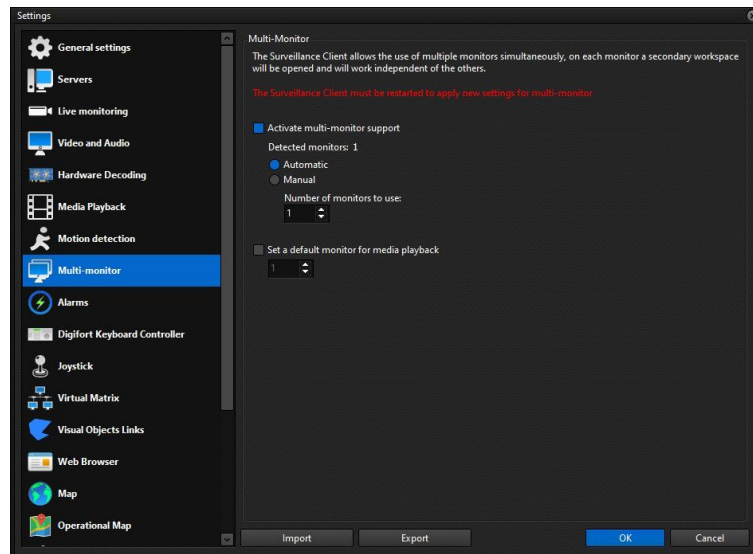 Settings
General settings
Servers
Live monitoring
Video and Audio
Hardware Decoding
Media Playback
Motion detection
Multi-monitor
Alarms
Digifort Keyboard Controller
Joystick
Virtual Matrix
Visual Objects Links
Web Browser
Map
Operational Map
Multi-Monitor
The Surveillance Client allows the use of multiple monitors simultaneously, on each monitor a secondary workspace
will be opened and will work independent of the others.
The Surveillance Client must be restarted to apply new settings for multi-monitor
Activate multi-monitor support
Detected monitors: 1
Automatic
Manual
Number of monitors to use:
1
Set a default monitor for media playback
1
Import
Export
OK
Cancel